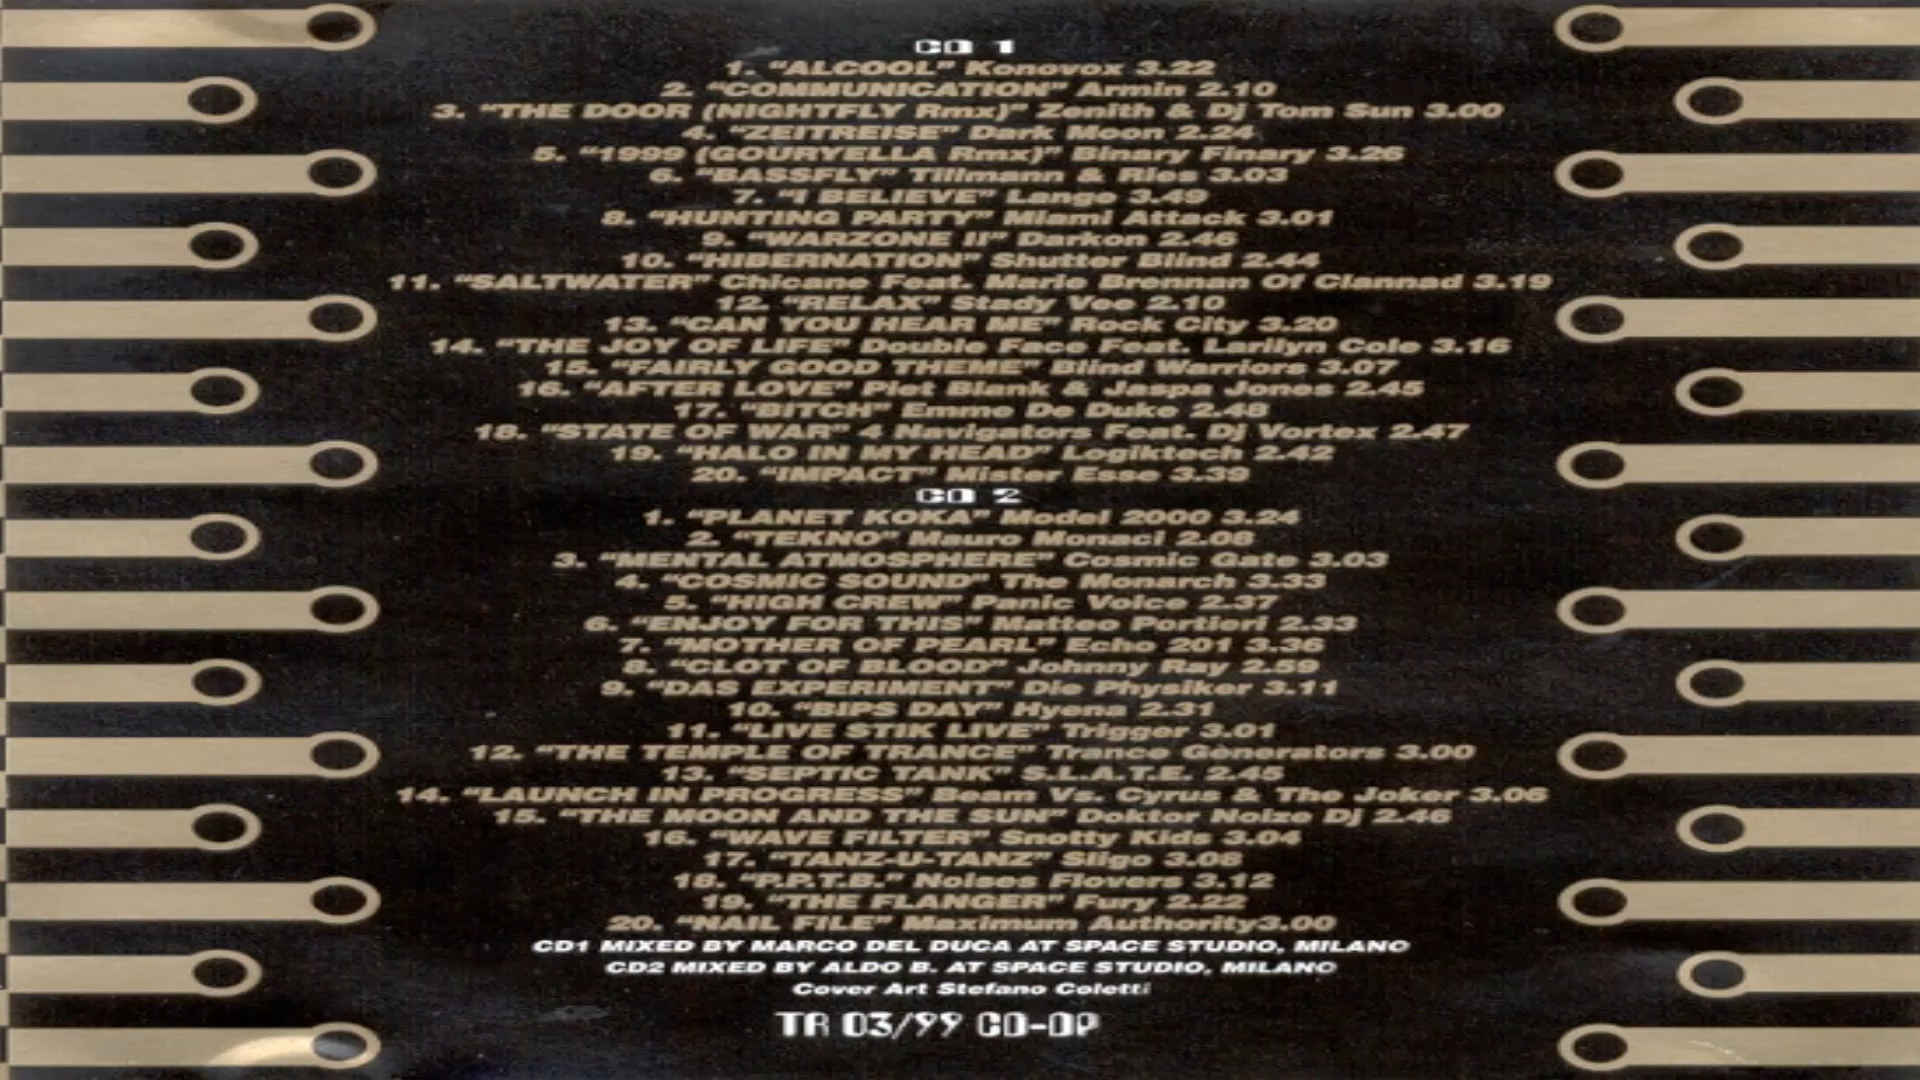 CD 1
1. "ALCOOL" Konovox 3.22
2. "COMMUNICATION" Armin 2.10
3. "THE DOOR (NIGHTFLY Rmx)" Zenith & Dj Tom Sun 3.00
4. "ZEITREISE" Dark Moon 2.24
5. "1999 (GOURYELLA Rmx)" Binary Finary 3.26
6. "BASSFLY" Tillmann & Ries 3.03
7. "I BELIEVE" Lange 3.49
8. "HUNTING PARTY" Miami Attack 3.01
9. "WARZONE II" Darkon 2.46
10. "HIBERNATION" Shutter Blind 2.44
11. "SALTWATER" Chicane Feat. Marie Brennan Of Clannad 3.19
12. "RELAX" Stady Vee 2.10
13. "CAN YOU HEAR ME" Rock City 3.20
14. "THE JOY OF LIFE" Double Face Feat. Larilyn Cole 3.16
15. "FAIRLY GOOD THEME" Blind Warriors 3.07
16. "AFTER LOVE" Piet Blank & Jaspa Jones 2.45
17. "BITCH" Emme De Duke 2.48
18. "STATE OF WAR" 4 Navigators Feat. Dj Vortex 2.47
19. "HALO IN MY HEAD" Logiktech 2.42
20. "IMPACT" Mister Esse 3.39
CD 2
1. "PLANET KOKA" Model 2000 3.24
2. "TEKNO" Mauro Monaci 2.08
3. "MENTAL ATMOSPHERE" Cosmic Gate 3.03
4. "COSMIC SOUND" The Monarch 3.33
5. "HIGH CREW" Panic Voice 2.37
6. "ENJOY FOR THIS" Matteo Portieri 2.33
7. "MOTHER OF PEARL" Echo 201 3.36
8. "CLOT OF BLOOD" Johnny Ray 2.59
9. "DAS EXPERIMENT" Die Physiker 3.11
10. "BIPS DAY" Hyena 2.31
11. "LIVE STIK LIVE" Trigger 3.01
12. "THE TEMPLE OF TRANCE" Trance Generators 3.00
13. "SEPTIC TANK" S.L.A.T.E. 2.45
14. "LAUNCH IN PROGRESS" Beam Vs. Cyrus & The Joker 3.06
15. "THE MOON AND THE SUN" Doktor Noize Dj 2.46
16. "WAVE FILTER" Snotty Kids 3.04
17. "TANZ-U-TANZ" Sligo 3.08
18. "P.P.T.B." Noises Flovers 3.12
19. "THE FLANGER" Fury 2.22
20. "NAIL FILE" Maximum Authority3.00
CD1 MIXED BY MARCO DEL DUCA AT SPACE STUDIO, MILANO
CD2 MIXED BY ALDO B. AT SPACE STUDIO, MILANO
Cover Art Stefano Coletti
TR 03/99 CD-DP